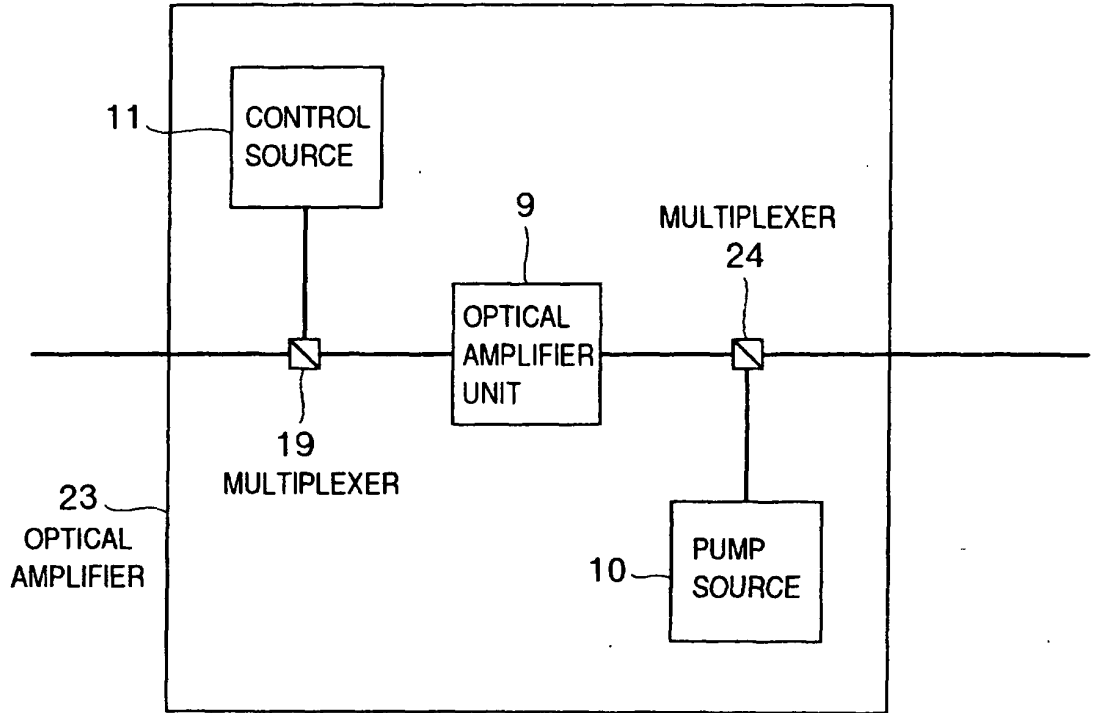 11
CONTROL
SOURCE
9
MULTIPLEXER
24
OPTICAL
AMPLIFIER
UNIT
19
MULTIPLEXER
23
OPTICAL
AMPLIFIER
10
PUMP
SOURCE